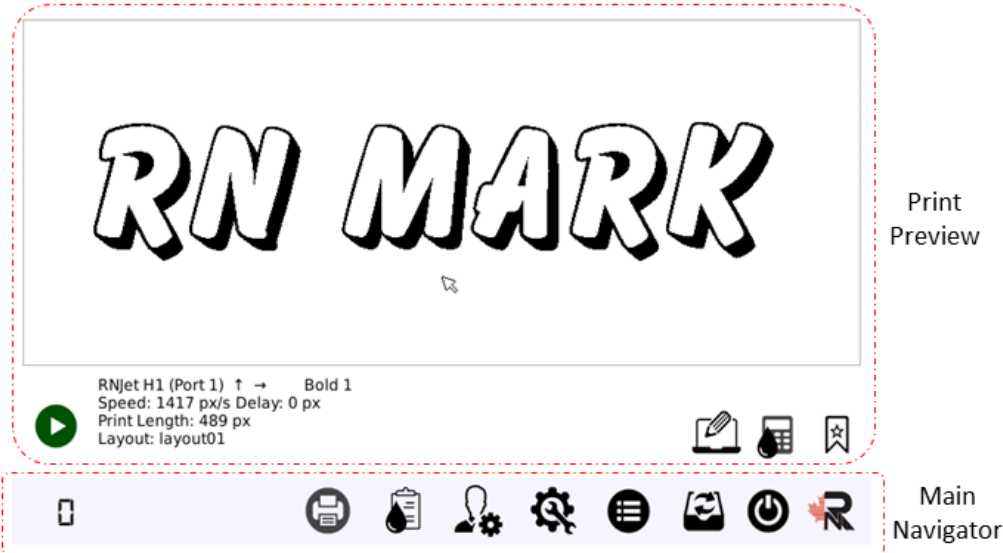 RN MARK
Print
Preview
RNJet H1 (Port 1) ↑ → Bold 1
Speed: 1417 px/s Delay: 0 px
Print Length: 489 px
Layout: layout01
0
Main
Navigator